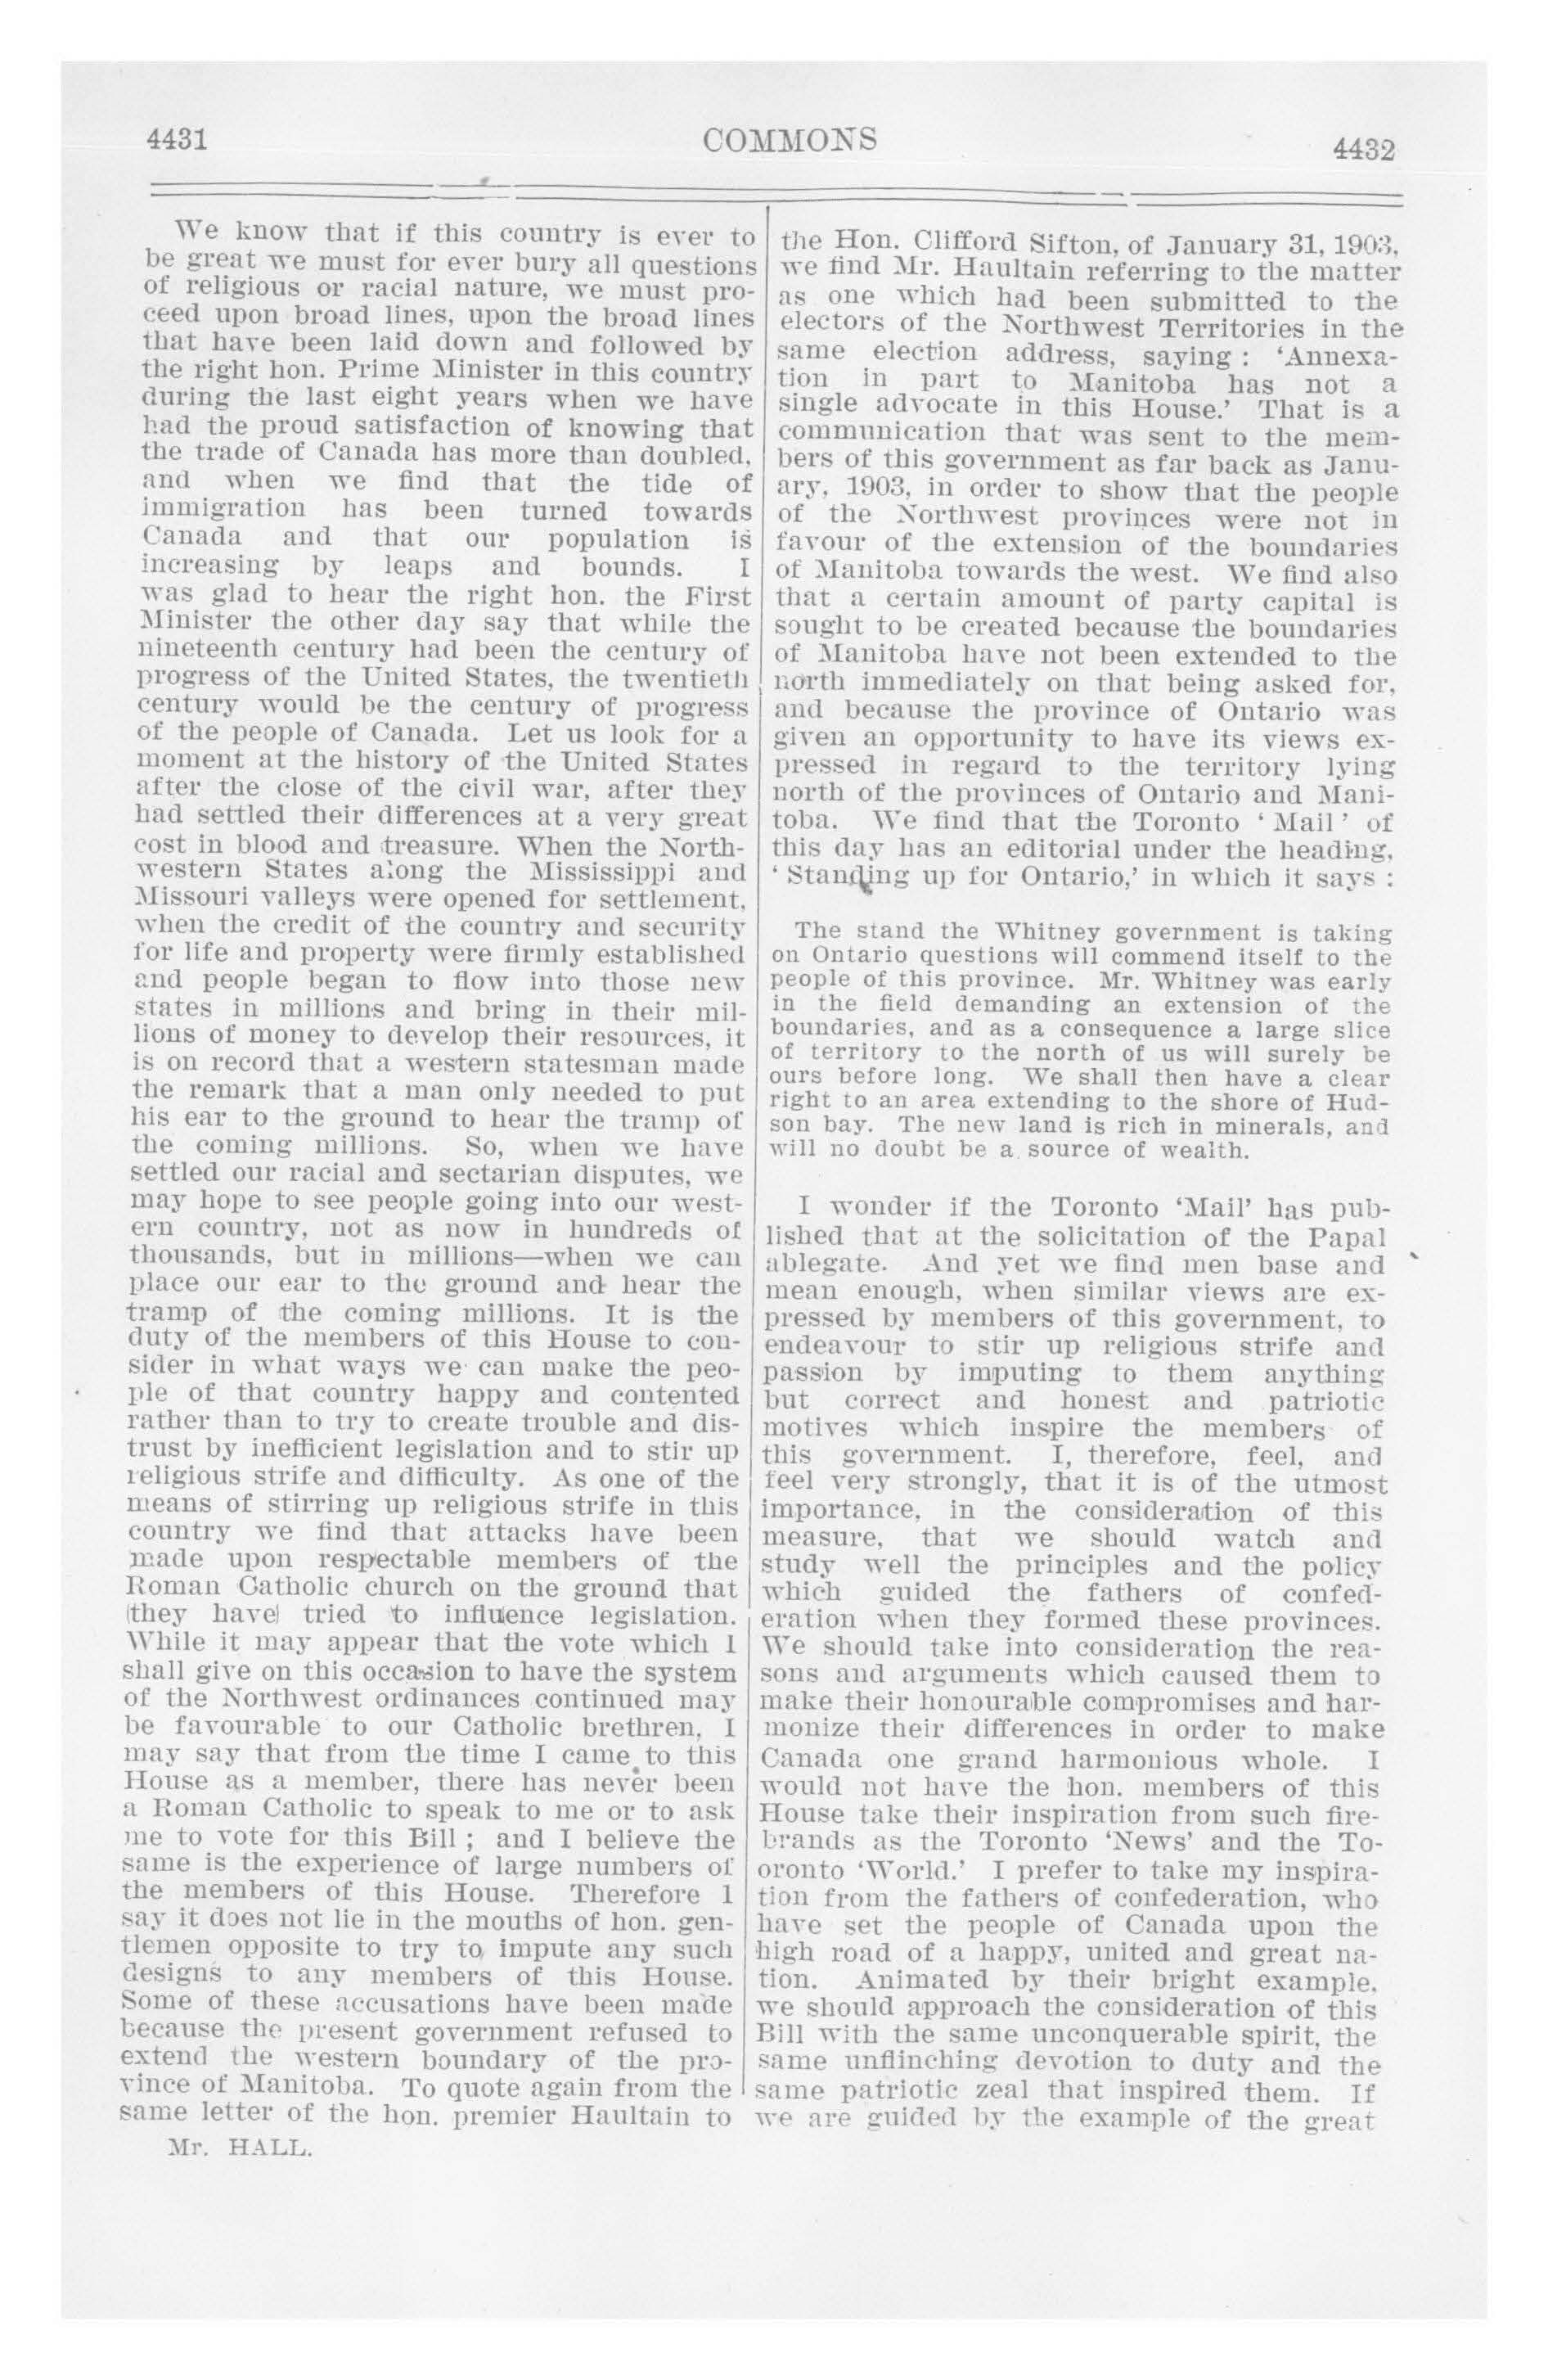 4431
COMMONS
4432
We know that if this country is ever to
be great we must for ever bury all questions
of religious or racial nature, we must pro-
ceed upon broad lines, upon the broad lines
that have been laid down and followed by
the right hon. Prime Minister in this country
during the last eight years when we have
had the proud satisfaction of knowing that
the trade of Canada has more than doubled,
and when we find that the tide of
immigration has been turned towards
Canada and that our population is
increasing by leaps and bounds. I
was glad to hear the right hon. the First
Minister the other day say that while the
nineteenth century had been the century of
progress of the United States, the twentieth
century would be the century of progress
of the people of Canada. Let us look for a
moment at the history of the United States
after the close of the civil war, after they
had settled their differences at a very great
cost in blood and treasure. When the North-
western States along the Mississippi and
Missouri valleys were opened for settlement,
when the credit of the country and security
for life and property were firmly established
and people began to flow into those new
states in millions and bring in their mil-
lions of money to develop their resources, it
is on record that a western statesman made
the remark that a man only needed to put
his ear to the ground to hear the tramp of
the coming millions. So, when we have
settled our racial and sectarian disputes, we
may hope to see people going into our west-
ern country, not as now in hundreds of
thousands, but in millions—when we can
place our ear to the ground and hear the
tramp of the coming millions. It is the
duty of the members of this House to con-
sider in what ways we can make the peo-
ple of that country happy and contented
rather than to try to create trouble and dis-
trust by inefficient legislation and to stir up
religious strife and difficulty. As one of the
means of stirring up religious strife in this
country we find that attacks have been
made upon respectable members of the
Roman Catholic church on the ground that
they have tried to influence legislation.
While it may appear that the vote which I
shall give on this occasion to have the system
of the Northwest ordinances continued may
be favourable to our Catholic brethren, I
may say that from the time I came to this
House as a member, there has never been
a Roman Catholic to speak to me or to ask
me to vote for this Bill ; and I believe the
same is the experience of large numbers of
the members of this House. Therefore I
say it does not lie in the mouths of hon. gen-
tlemen opposite to try to impute any such
designs to any members of this House.
Some of these accusations have been made
because the present government refused to
extend the western boundary of the pro-
vince of Manitoba. To quote again from the
same letter of the hon. premier Haultain to
Mr. HALL.
the Hon. Clifford Sifton, of January 31, 1903,
we find Mr. Haultain referring to the matter
as one which had been submitted to the
electors of the Northwest Territories in the
same election address, saying : 'Annexa-
tion in part to Manitoba has not a
single advocate in this House.' That is a
communication that was sent to the mem-
bers of this government as far back as Janu-
ary, 1903, in order to show that the people
of the Northwest provinces were not in
favour of the extension of the boundaries
of Manitoba towards the west. We find also
that a certain amount of party capital is
sought to be created because the boundaries
of Manitoba have not been extended to the
north immediately on that being asked for,
and because the province of Ontario was
given an opportunity to have its views ex-
pressed in regard to the territory lying
north of the provinces of Ontario and Mani-
toba. We find that the Toronto ' Mail ' of
this day has an editorial under the heading,
' Standing up for Ontario,' in which it says :
The stand the Whitney government is taking
on Ontario questions will commend itself to the
people of this province. Mr. Whitney was early
in the field demanding an extension of the
boundaries, and as a consequence a large slice
of territory to the north of us will surely be
ours before long. We shall then have a clear
right to an area extending to the shore of Hud-
son bay. The new land is rich in minerals, and
will no doubt be a source of wealth.
I wonder if the Toronto 'Mail' has pub-
lished that at the solicitation of the Papal
ablegate. And yet we find men base and
mean enough, when similar views are ex-
pressed by members of this government, to
endeavour to stir up religious strife and
passion by imputing to them anything
but correct and honest and patriotic
motives which inspire the members of
this government. I, therefore, feel, and
feel very strongly, that it is of the utmost
importance, in the consideration of this
measure, that we should watch and
study well the principles and the policy
which guided the fathers of confed-
eration when they formed these provinces.
We should take into consideration the rea-
sons and arguments which caused them to
make their honourable compromises and har-
monize their differences in order to make
Canada one grand harmonious whole. I
would not have the hon. members of this
House take their inspiration from such fire-
brands as the Toronto 'News' and the To-
oronto 'World.' I prefer to take my inspira-
tion from the fathers of confederation, who
have set the people of Canada upon the
high road of a happy, united and great na-
tion. Animated by their bright example,
we should approach the consideration of this
Bill with the same unconquerable spirit, the
same unflinching devotion to duty and the
same patriotic zeal that inspired them. If
we are guided by the example of the great